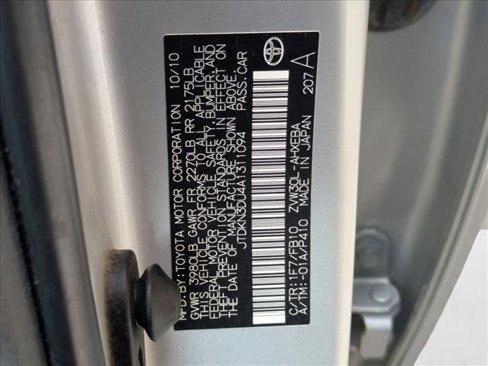 MFD.BY:TOYOTA MOTOR CORPORATION 10/10
GVWR 3980LB GAWR FR 2270LB RR 2175LB
THIS VEHICLE CONFORMS TO ALL APPLICABLE
FEDERAL MOTOR VEHICLE SAFETY BUMPER, AND
THEFT PREVENTION STANDARDS IN EFFECT ON
THE DATE OF MANUFACTURE SHOWN ABOVE.
JTDKN3DU4A1311094 PASS.CAR
C/TR: 1F7/FB10 ZVW30L-AHXEBA
A/TM: -01A/P410 MADE IN JAPAN
207 A